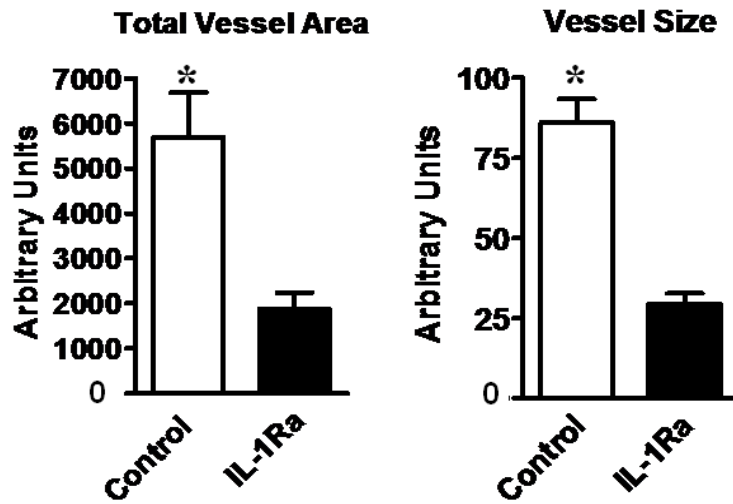 Total Vessel Area
*
7000
6000
5000
4000
3000
2000
1000
0
Arbitrary Units
Control
IL-1Ra
Vessel Size
*
100
75
50
25
0
Arbitrary Units
Control
IL-1Ra